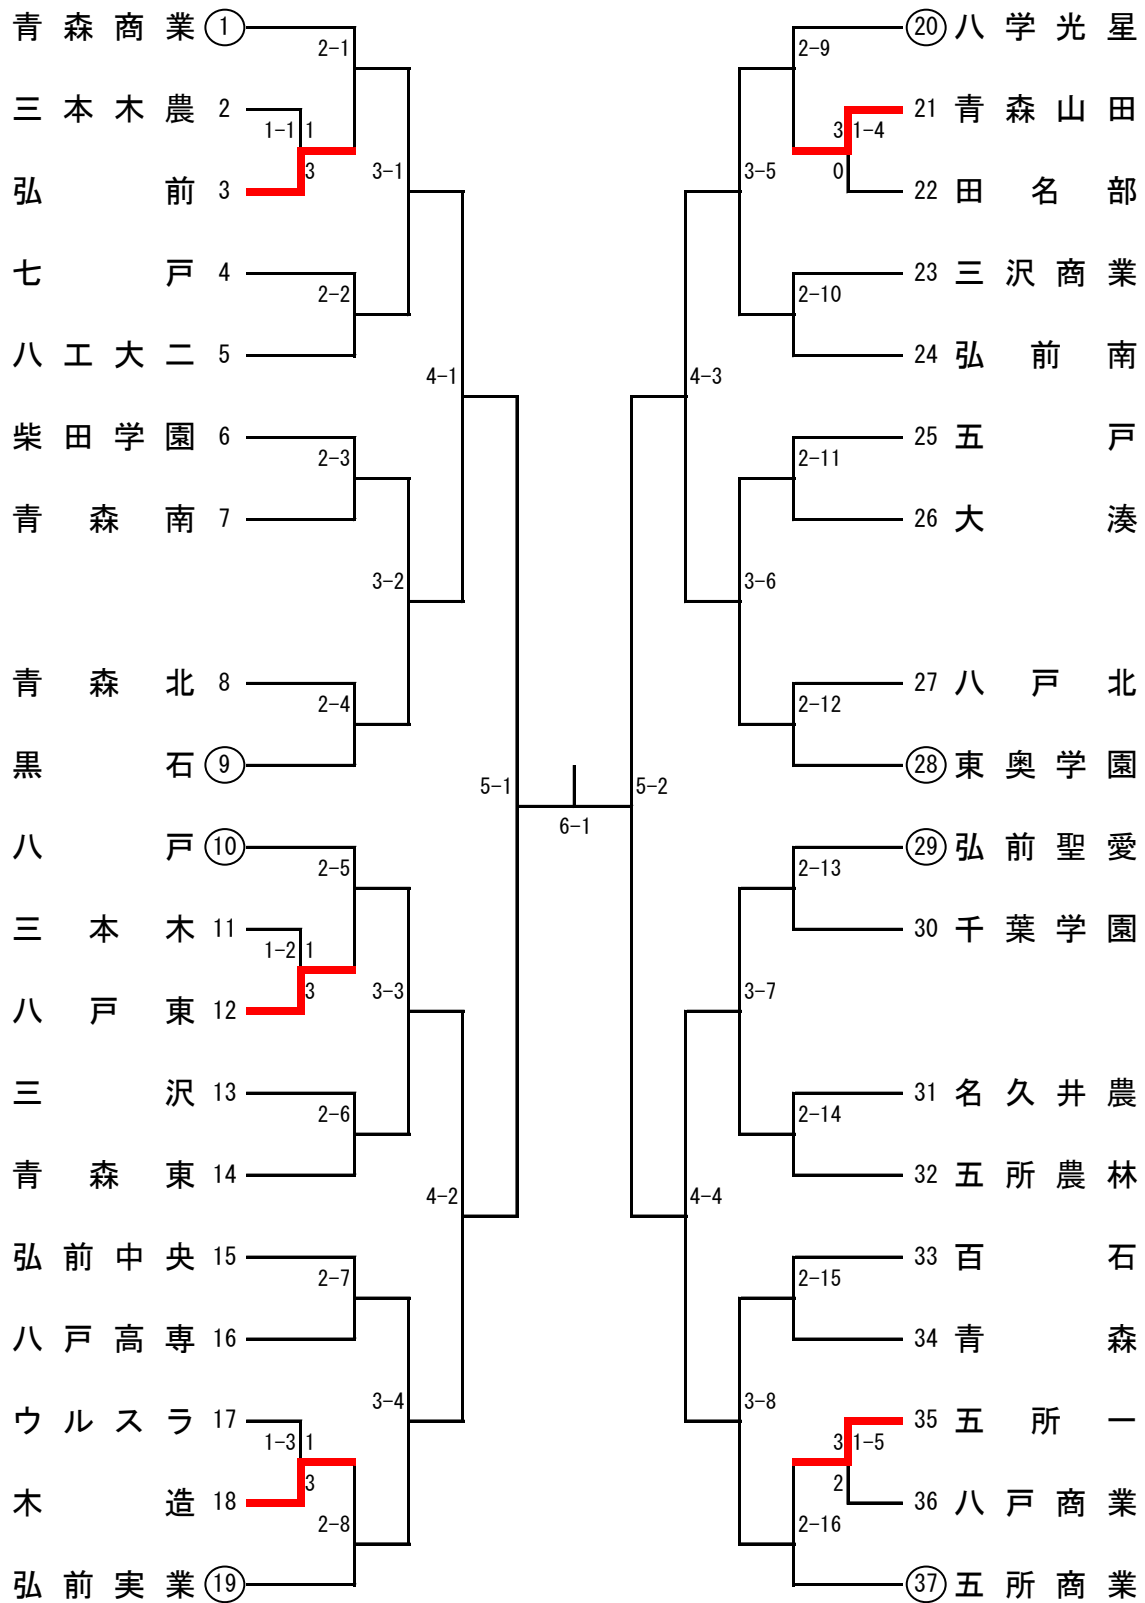 青森商業 1
2-1
三本木農 2
1-1 1
3
弘前 3
3-1
七戸 4
2-2
八工大二 5
4-1
柴田学園 6
2-3
青森南 7
3-2
青森北 8
2-4
黒石 9
5-1
八戸 10
2-5
三本木 11
1-2 1
3
八戸東 12
3-3
三沢 13
2-6
青森東 14
4-2
弘前中央 15
2-7
八戸高専 16
3-4
ウルスラ 17
1-3 1
3
木造 18
2-8
弘前実業 19
6-1
20 八学光星
2-9
21 青森山田
3 1-4
0
22 田名部
3-5
23 三沢商業
2-10
24 弘前南
4-3
25 五戸
2-11
26 大湊
3-6
27 八戸北
2-12
28 東奥学園
5-2
29 弘前聖愛
2-13
30 千葉学園
3-7
31 名久井農
2-14
32 五所農林
4-4
33 百石
2-15
34 青森
3-8
35 五所一
3 1-5
2
36 八戸商業
2-16
37 五所商業